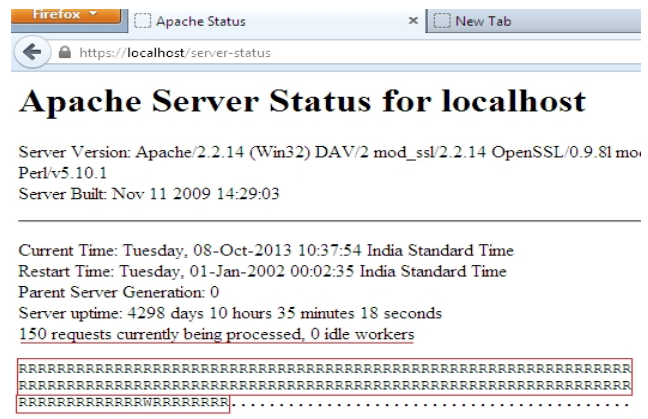 Firefox
Apache Status × New Tab
https://localhost/server-status
Apache Server Status for localhost
Server Version: Apache/2.2.14 (Win32) DAV/2 mod_ssl/2.2.14 OpenSSL/0.9.8l mo
Perl/v5.10.1
Server Built: Nov 11 2009 14:29:03
Current Time: Tuesday, 08-Oct-2013 10:37:54 India Standard Time
Restart Time: Tuesday, 01-Jan-2002 00:02:35 India Standard Time
Parent Server Generation: 0
Server uptime: 4298 days 10 hours 35 minutes 18 seconds
150 requests currently being processed, 0 idle workers
RRRRRRRRRRRRRRRRRRRRRRRRRRRRRRRRRRRRRRRRRRRRRRRRRRRRRRRRRRRRRRRR
RRRRRRRRRRRRRRRRRRRRRRRRRRRRRRRRRRRRRRRRRRRRRRRRRRRRRRRRRRRRRRRR
RRRRRRRRRRRRRWRRRRRRRR..........................................